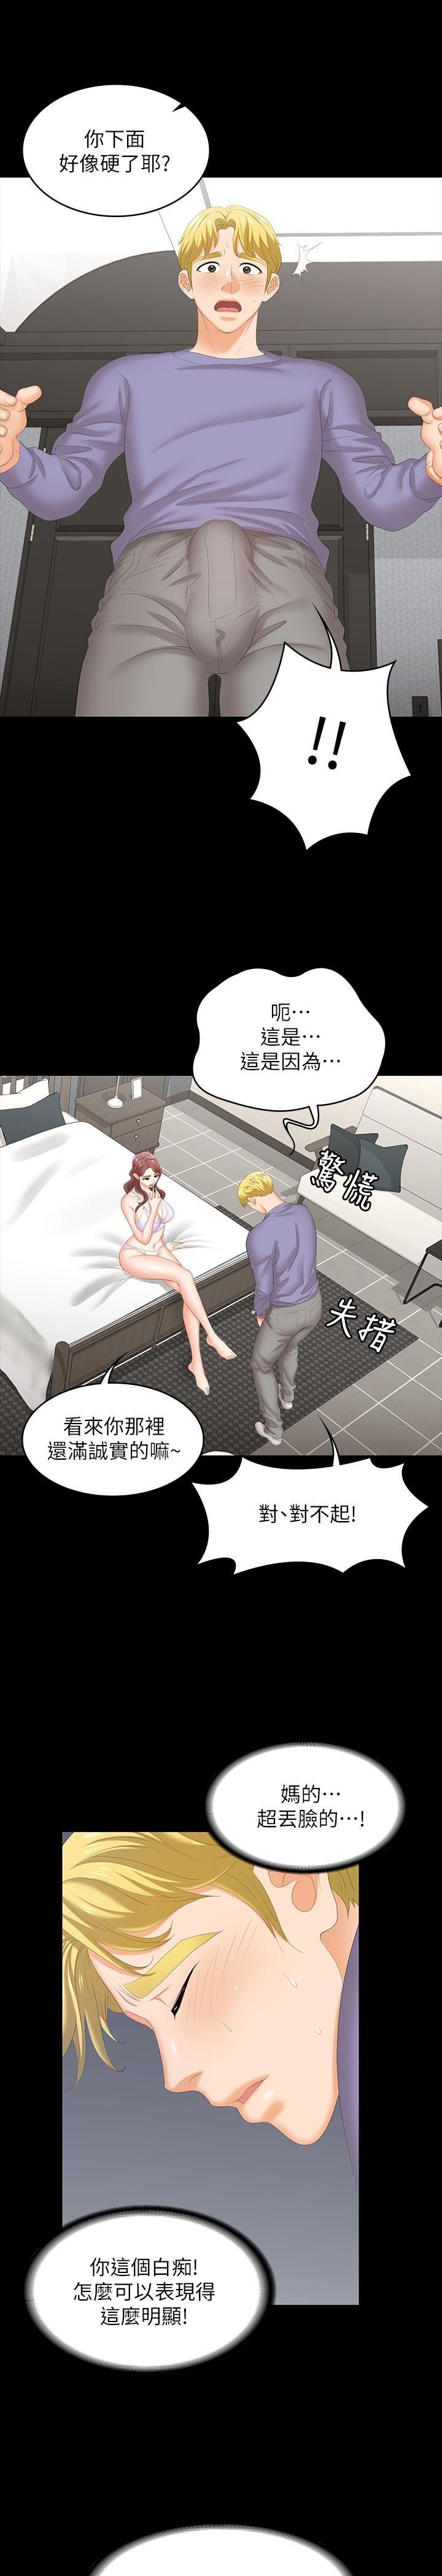 你下面
好像硬了耶?
!!
呃⋯
這是⋯
這是因為⋯
驚慌
失措
看來你那裡
還滿誠實的嘛~
對、對不起!
媽的⋯
超丟臉的⋯!
你這個白痴!
怎麼可以表現得
這麼明顯!